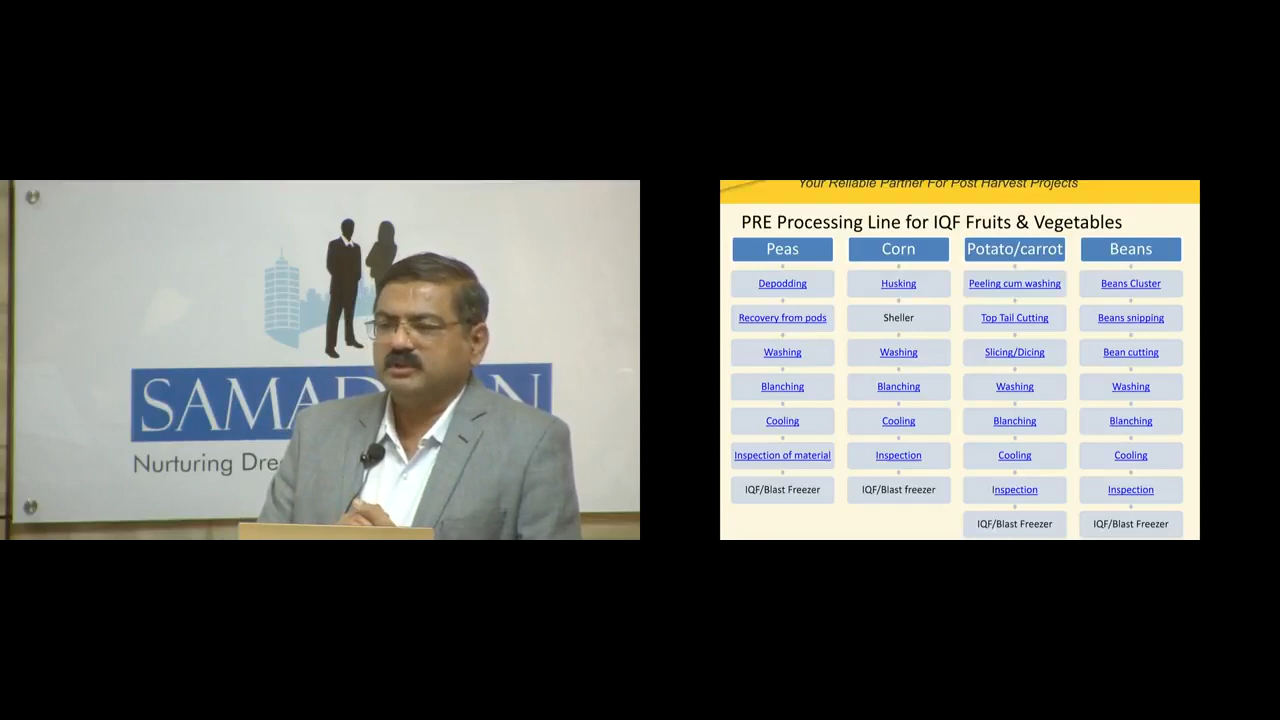 SAMAD
N
Nurturing Dre
Your Reliable Partner For Post Harvest Projects
PRE Processing Line for IQF Fruits & Vegetables
Peas
Depodding
Recovery from pods
Washing
Blanching
Cooling
Inspection of material
IQF/Blast Freezer
Corn
Husking
Sheller
Washing
Blanching
Cooling
Inspection
IQF/Blast freezer
Potato/carrot
Peeling cum washing
Top Tail Cutting
Slicing/Dicing
Washing
Blanching
Cooling
Inspection
IQF/Blast Freezer
Beans
Beans Cluster
Beans snipping
Bean cutting
Washing
Blanching
Cooling
Inspection
IQF/Blast Freezer